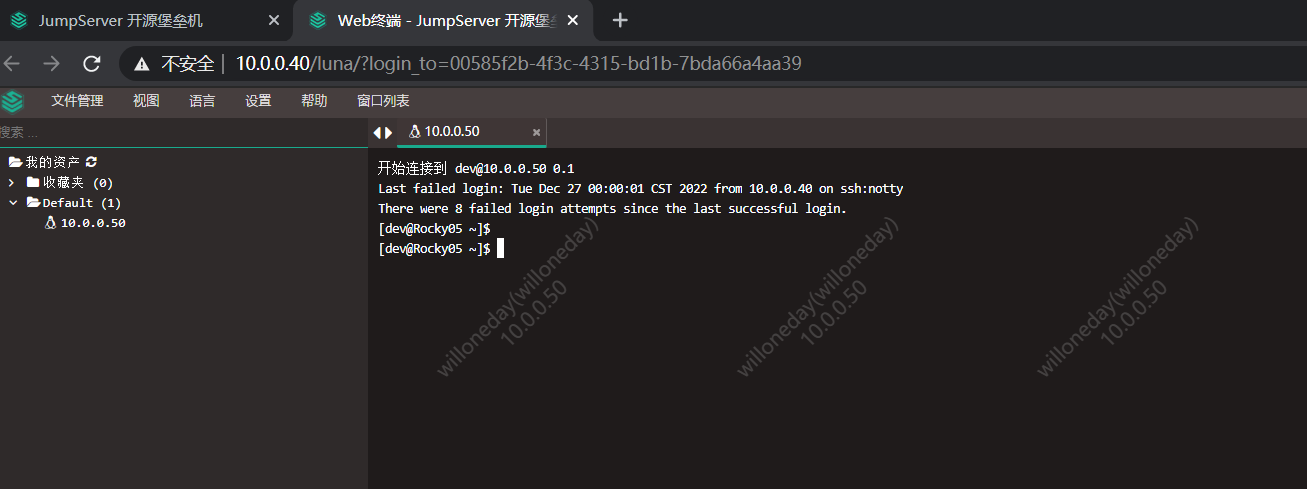 JumpServer 开源堡垒机
Web终端 - JumpServer 开源堡垒
不安全 10.0.0.40/luna/?login_to=00585f2b-4f3c-4315-bd1b-7bda66a4aa39
文件管理 视图 语言 设置 帮助 窗口列表
搜索 ...
10.0.0.50
我的资产
收藏夹 (0)
Default (1)
10.0.0.50
开始连接到 dev@10.0.0.50 0.1
Last failed login: Tue Dec 27 00:00:01 CST 2022 from 10.0.0.40 on ssh:notty
There were 8 failed login attempts since the last successful login.
[dev@Rocky05 ~]$
[dev@Rocky05 ~]$
willoneday(willoneday)
10.0.0.50
willoneday(willoneday)
10.0.0.50
willoneday(willoneday)
10.0.0.50